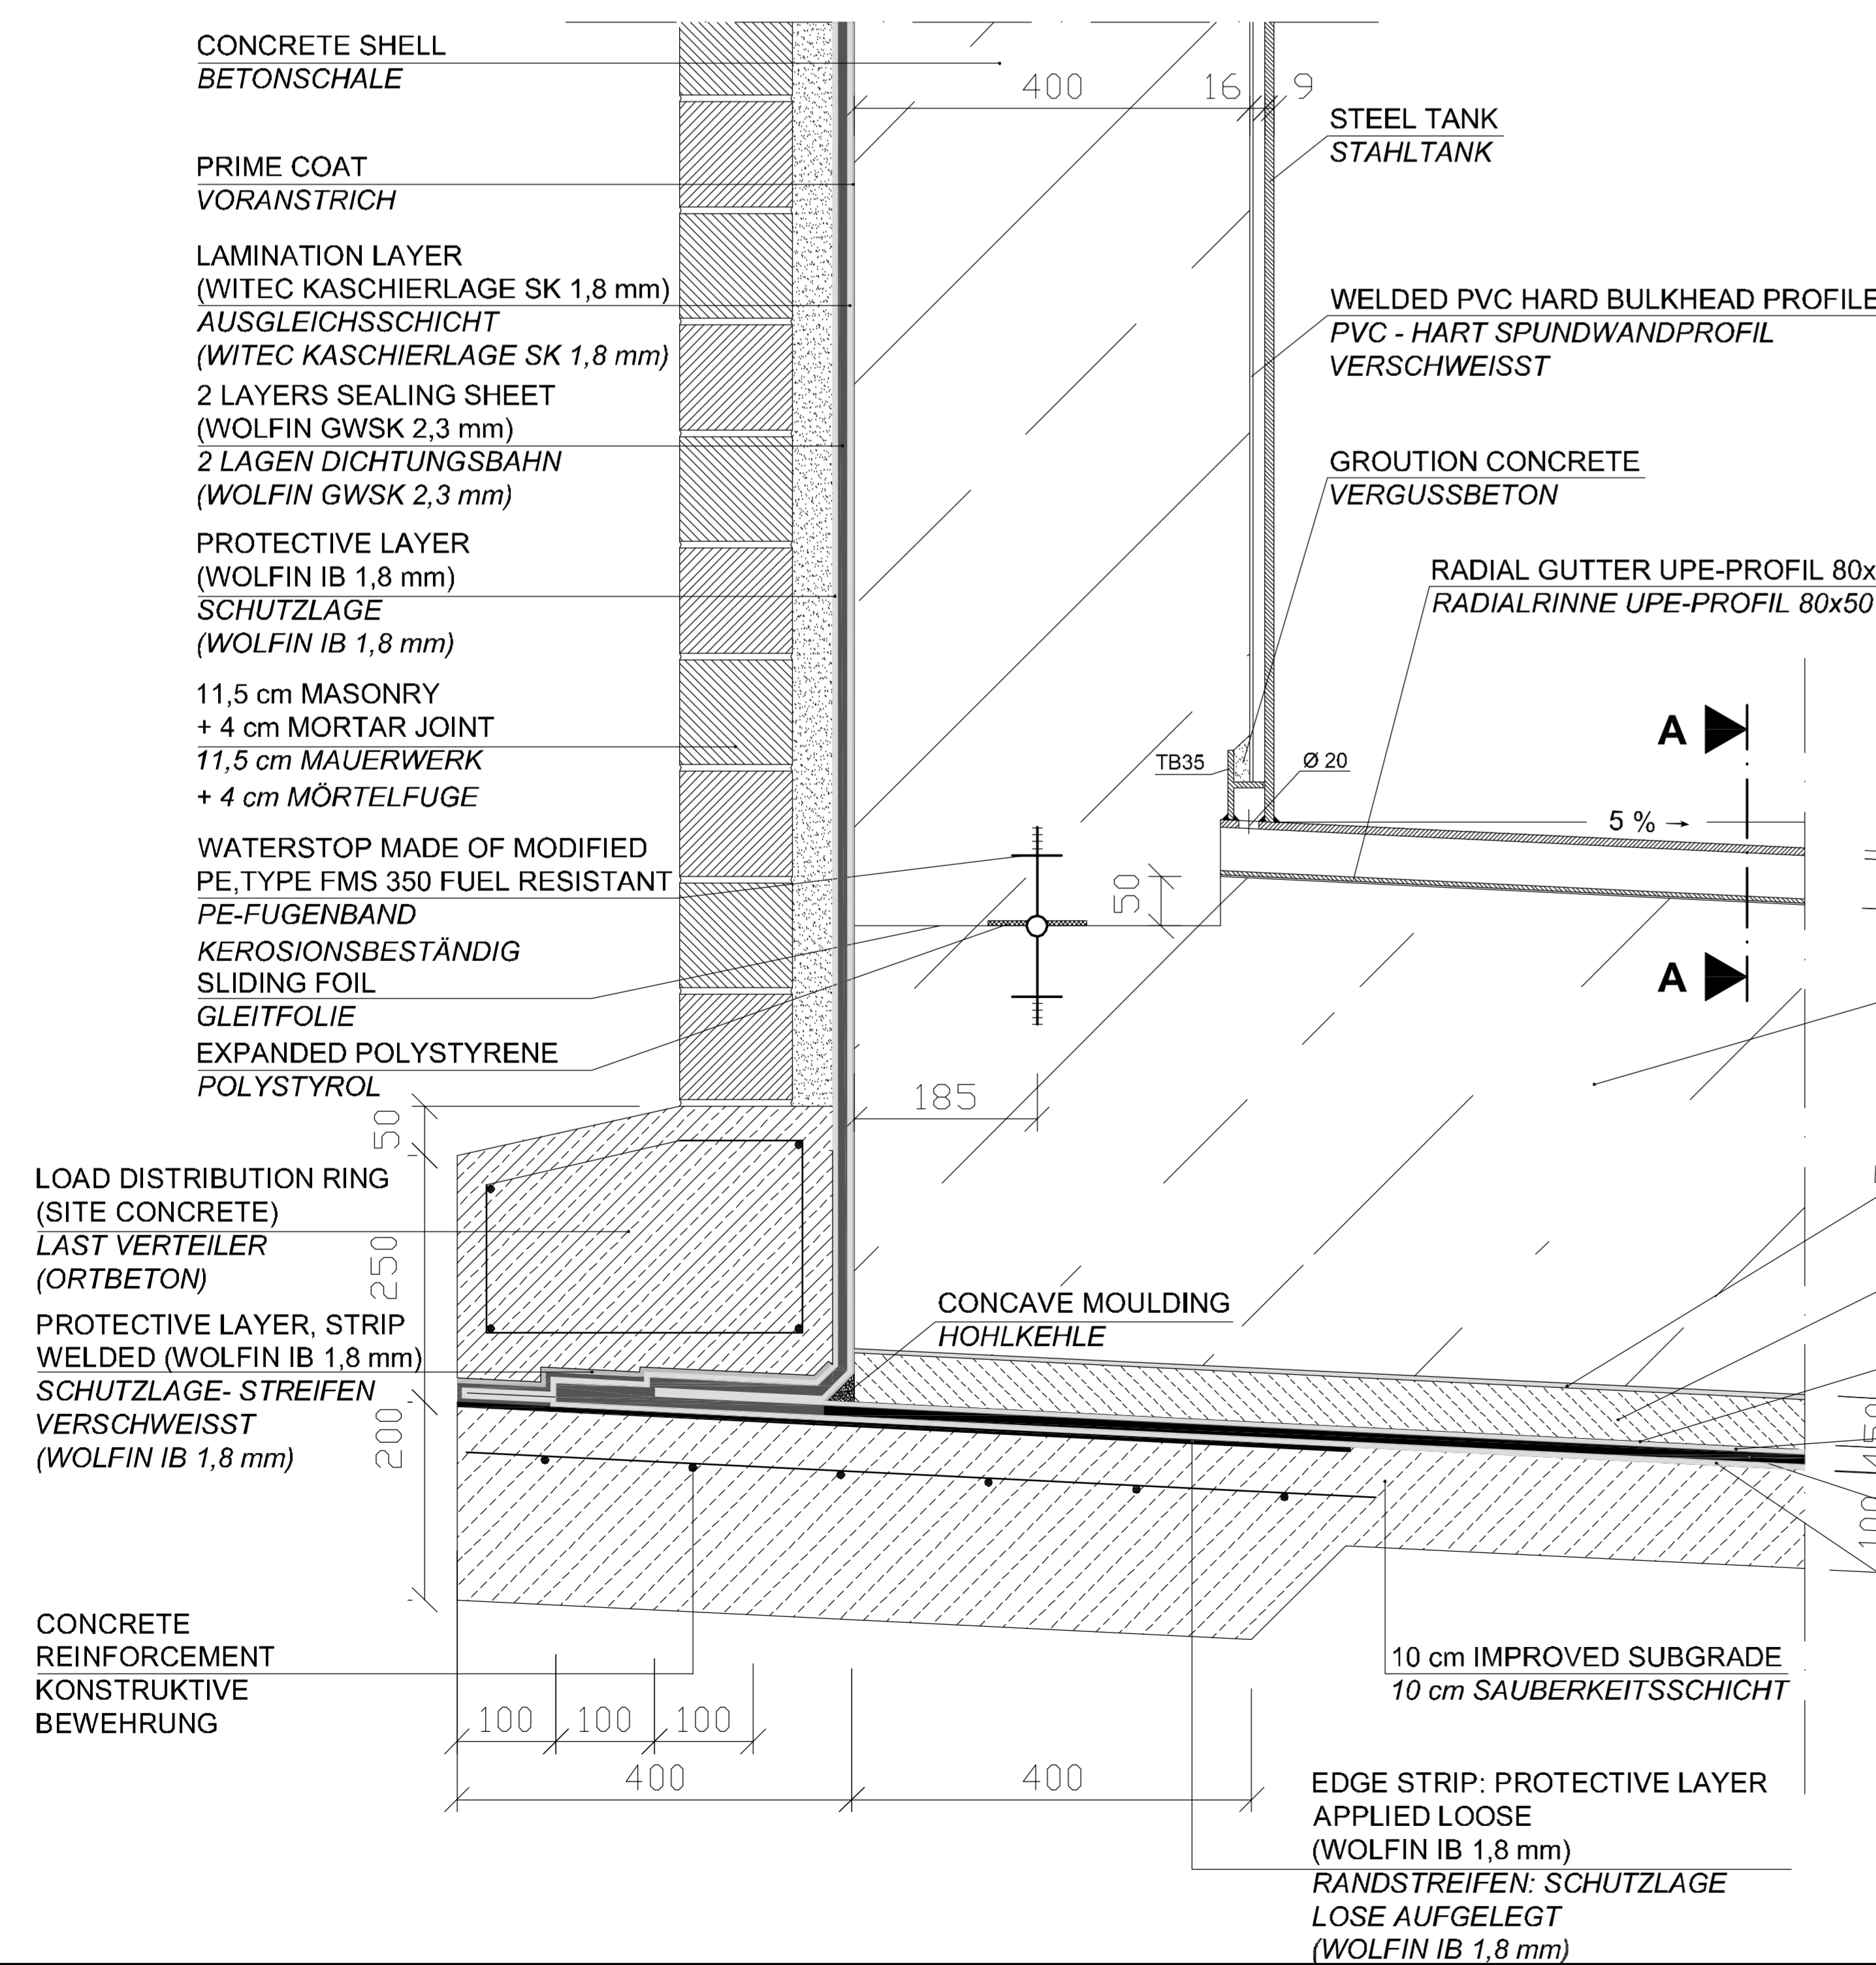 CONCRETE SHELL
BETONSCHALE
400
16
9
STEEL TANK
STAHLTANK
PRIME COAT
VORANSTRICH
LAMINATION LAYER
(WITEC KASCHIERLAGE SK 1,8 mm)
AUSGLEICHSSCHICHT
(WITEC KASCHIERLAGE SK 1,8 mm)
WELDED PVC HARD BULKHEAD PROFILE
PVC - HART SPUNDWANDPROFIL
VERSCHWEISST
2 LAYERS SEALING SHEET
(WOLFIN GWSK 2,3 mm)
2 LAGEN DICHTUNGSBAHN
(WOLFIN GWSK 2,3 mm)
GROUTION CONCRETE
VERGUSSBETON
PROTECTIVE LAYER
(WOLFIN IB 1,8 mm)
SCHUTZLAGE
(WOLFIN IB 1,8 mm)
RADIAL GUTTER UPE-PROFIL 80x
RADIALRINNE UPE-PROFIL 80x50
11,5 cm MASONRY
+ 4 cm MORTAR JOINT
11,5 cm MAUERWERK
+ 4 cm MÖRTELFUGE
A
TB35
Ø 20
5 %
WATERSTOP MADE OF MODIFIED
PE,TYPE FMS 350 FUEL RESISTANT
PE-FUGENBAND
KEROSIONSBESTÄNDIG
50
A
SLIDING FOIL
GLEITFOLIE
EXPANDED POLYSTYRENE
POLYSTYROL
185
50
LOAD DISTRIBUTION RING
(SITE CONCRETE)
LAST VERTEILER
(ORTBETON)
250
CONCAVE MOULDING
HOHLKEHLE
PROTECTIVE LAYER, STRIP
WELDED (WOLFIN IB 1,8 mm)
SCHUTZLAGE- STREIFEN
VERSCHWEISST
(WOLFIN IB 1,8 mm)
200
50
100
CONCRETE
REINFORCEMENT
KONSTRUKTIVE
BEWEHRUNG
10 cm IMPROVED SUBGRADE
10 cm SAUBERKEITSSCHICHT
100
100
100
400
400
EDGE STRIP: PROTECTIVE LAYER
APPLIED LOOSE
(WOLFIN IB 1,8 mm)
RANDSTREIFEN: SCHUTZLAGE
LOSE AUFGELEGT
(WOLFIN IB 1,8 mm)